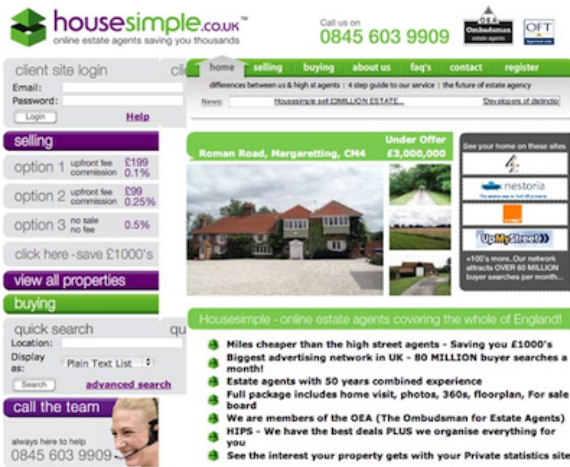 housesimple.co.uk™
online estate agents saving you thousands
Call us on
0845 603 9909
OEA
Ombudsman
estate agents
OFT
client site login
Email:
Password:
Login
Help
home selling buying about us faq's contact register
differences between us & high st agents : 4 step guide to our service : the future of estate agency
News: Housesimple sell £3MILLION ESTATE... 'Developers of distinctio
selling
option 1 upfront fee £199
commission 0.1%
option 2 upfront fee £99
commission 0.25%
option 3 no sale no fee 0.5%
click here - save £1000's
view all properties
buying
quick search
qu
Location:
Display as: Plain Text List
Search
advanced search
call the team
always here to help
0845 603 9909
Under Offer
Roman Road, Margaretting, CM4 £3,000,000
See your home on these sites
4
nestoria
UpMyStreet
+100's more..Our network
attracts OVER 60 MILLION
buyer searches per month...
Housesimple - online estate agents covering the whole of England!
Miles cheaper than the high street agents - Saving you £1000's
Biggest advertising network in UK - 80 MILLION buyer searches a
month!
Estate agents with 50 years combined experience
Full package includes home visit, photos, 360s, floorplan, For sale
board
We are members of the OEA (The Ombudsman for Estate Agents)
HIPS - We have the best deals PLUS we organise everything for
you
See the interest your property gets with your Private statistics site